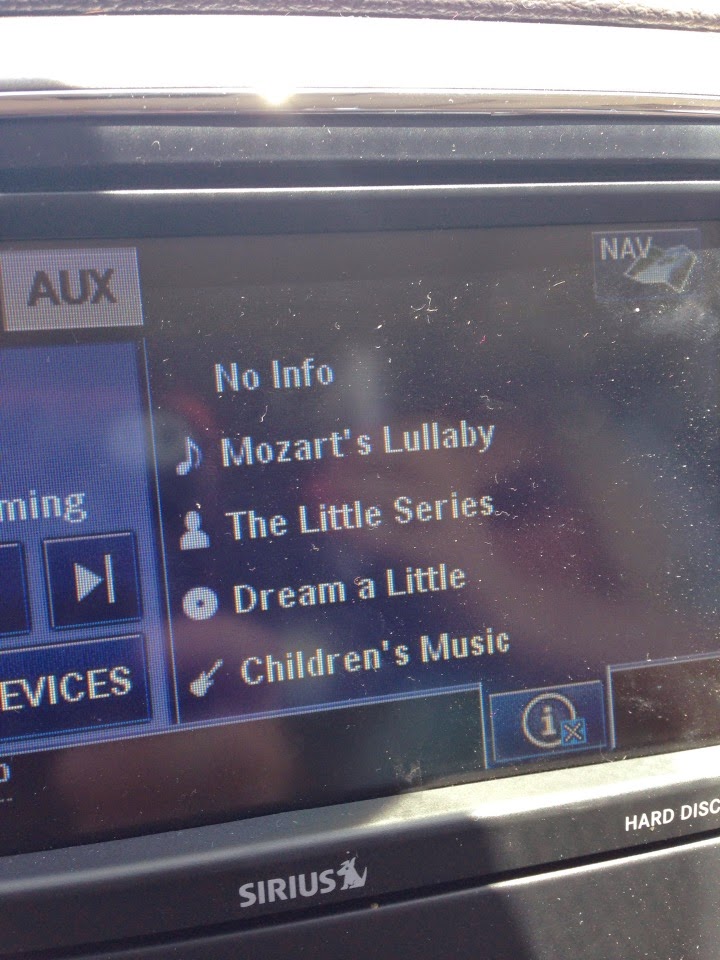 AUX
NAV
No Info
Mozart's Lullaby
ming
The Little Series
Dream a Little
EVICES
Children's Music
HARD DISC
SIRIUS